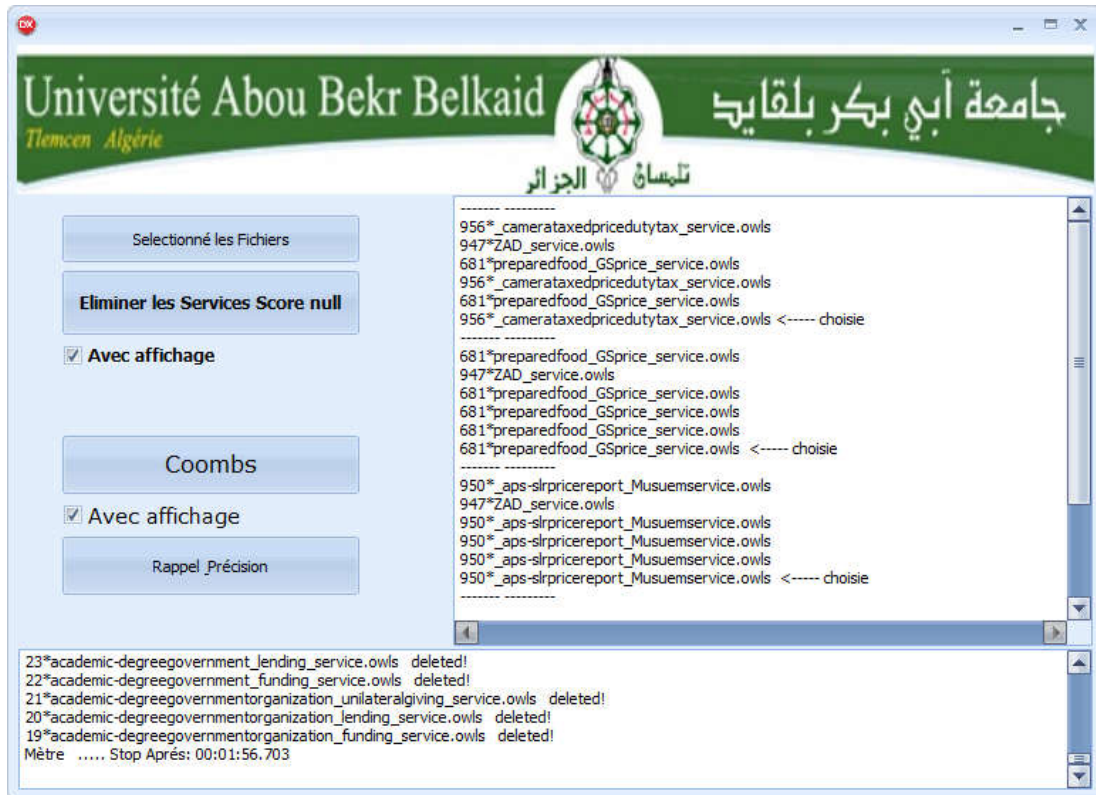 DX
Université Abou Bekr Belkaid
جامعة أبي بكر بلقايد
Tlemcen Algérie
تلمسان الجزائر
Selectionné les Fichiers
Eliminer les Services Score null
Avec affichage
Coombs
Avec affichage
Rappel_Précision
------- ---------
956*_camerataxedpricedutytax_service.owls
947*ZAD_service.owls
681*preparedfood_GSprice_service.owls
956*_camerataxedpricedutytax_service.owls
681*preparedfood_GSprice_service.owls
956*_camerataxedpricedutytax_service.owls <----- choisie
------- ---------
681*preparedfood_GSprice_service.owls
947*ZAD_service.owls
681*preparedfood_GSprice_service.owls
681*preparedfood_GSprice_service.owls
681*preparedfood_GSprice_service.owls
681*preparedfood_GSprice_service.owls <----- choisie
------- ---------
950*_aps-slrpricereport_Musuemservice.owls
947*ZAD_service.owls
950*_aps-slrpricereport_Musuemservice.owls
950*_aps-slrpricereport_Musuemservice.owls
950*_aps-slrpricereport_Musuemservice.owls
950*_aps-slrpricereport_Musuemservice.owls <----- choisie
------- ---------
23*academic-degreegovernment_lending_service.owls deleted!
22*academic-degreegovernment_funding_service.owls deleted!
21*academic-degreegovernmentorganization_unilateralgiving_service.owls deleted!
20*academic-degreegovernmentorganization_lending_service.owls deleted!
19*academic-degreegovernmentorganization_funding_service.owls deleted!
Mètre ..... Stop Aprés: 00:01:56.703